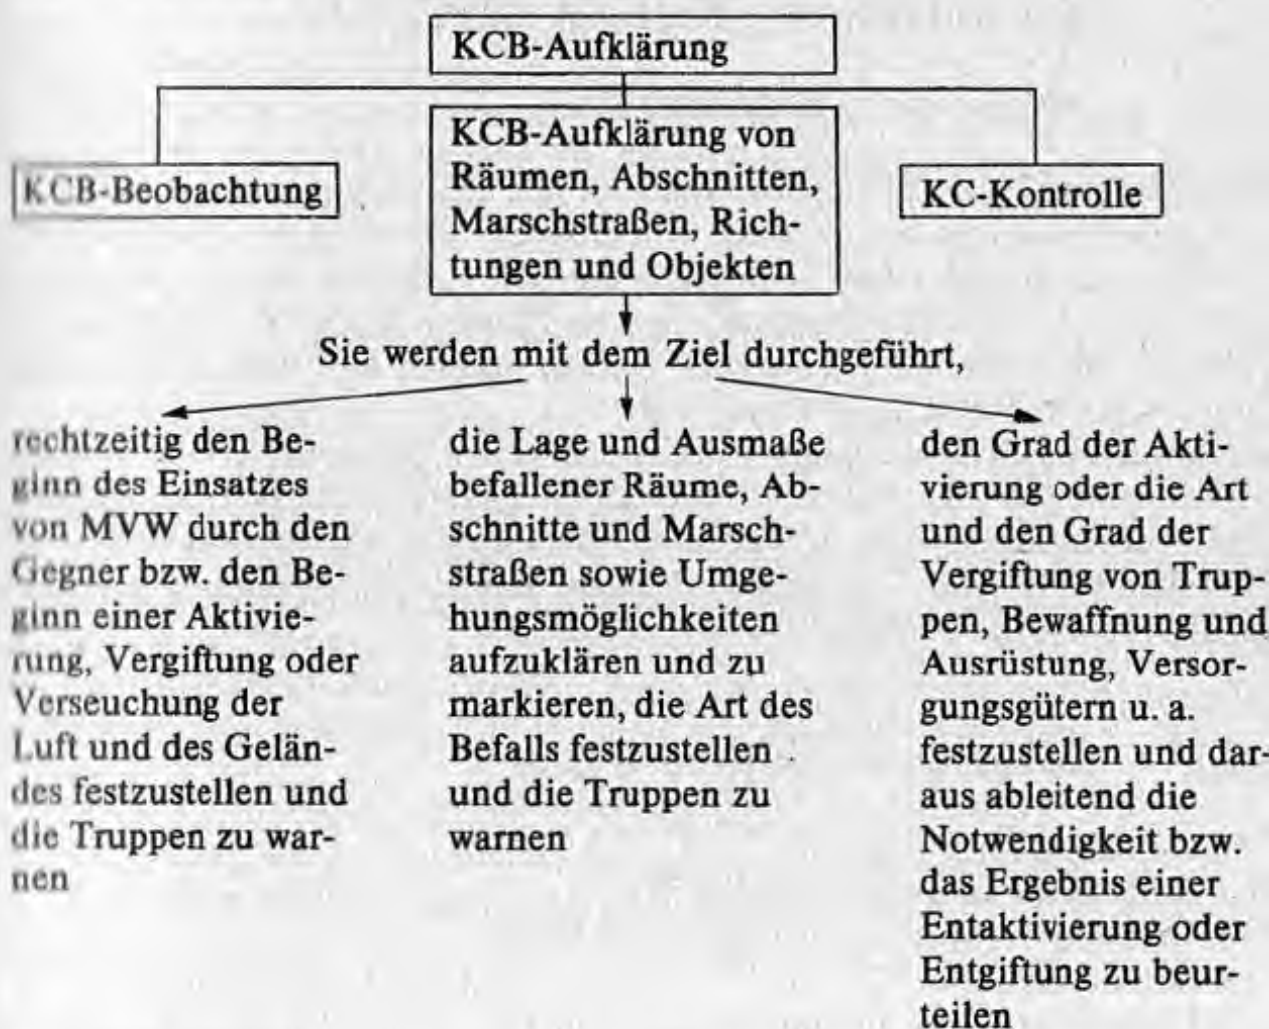 KCB-Aufklärung
KCB-Beobachtung
KCB-Aufklärung von
Räumen, Abschnitten,
Marschstraßen, Rich-
tungen und Objekten
KC-Kontrolle
Sie werden mit dem Ziel durchgeführt,
rechtzeitig den Be-
ginn des Einsatzes
von MVW durch den
Gegner bzw. den Be-
ginn einer Aktivie-
rung, Vergiftung oder
Verseuchung der
Luft und des Gelän-
des festzustellen und
die Truppen zu war-
nen
die Lage und Ausmaße
befallener Räume, Ab-
schnitte und Marsch-
straßen sowie Umge-
hungsmöglichkeiten
aufzuklären und zu
markieren, die Art des
Befalls festzustellen
und die Truppen zu
warnen
den Grad der Akti-
vierung oder die Art
und den Grad der
Vergiftung von Trup-
pen, Bewaffnung und
Ausrüstung, Versor-
gungsgütern u. a.
festzustellen und dar-
aus ableitend die
Notwendigkeit bzw.
das Ergebnis einer
Entaktivierung oder
Entgiftung zu beur-
teilen